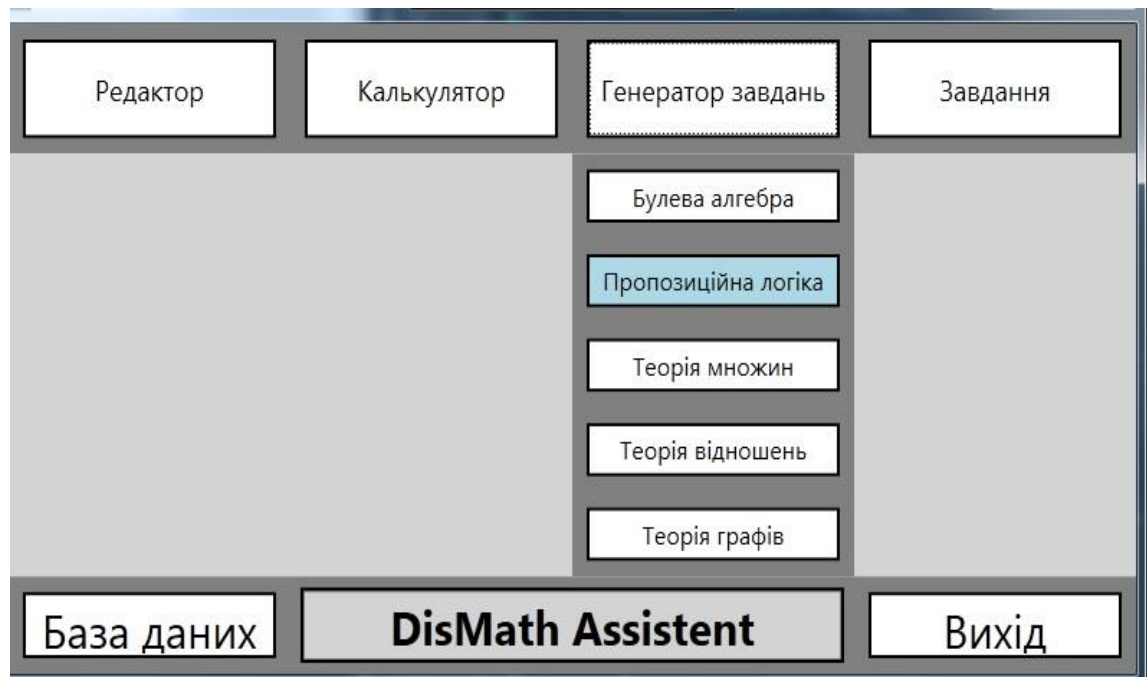 Редактор
Калькулятор
Генератор завдань
Завдання
Булева алгебра
Пропозиційна логіка
Теорія множин
Теорія відношень
Теорія графів
База даних
DisMath Assistent
Вихід